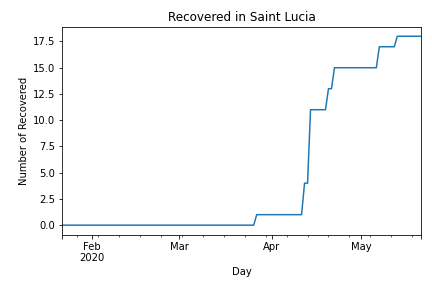 Recovered in Saint Lucia
17.5
15.0
12.5
10.0
7.5
5.0
2.5
0.0
Number of Recovered
Feb
2020
Mar
Apr
May
Day